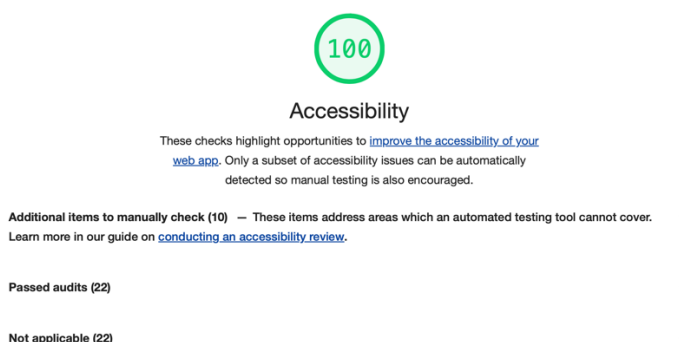 100
Accessibility
These checks highlight opportunities to improve the accessibility of your
web app. Only a subset of accessibility issues can be automatically
detected so manual testing is also encouraged.
Additional items to manually check (10) — These items address areas which an automated testing tool cannot cover.
Learn more in our guide on conducting an accessibility review.
Passed audits (22)
Not applicable (22)